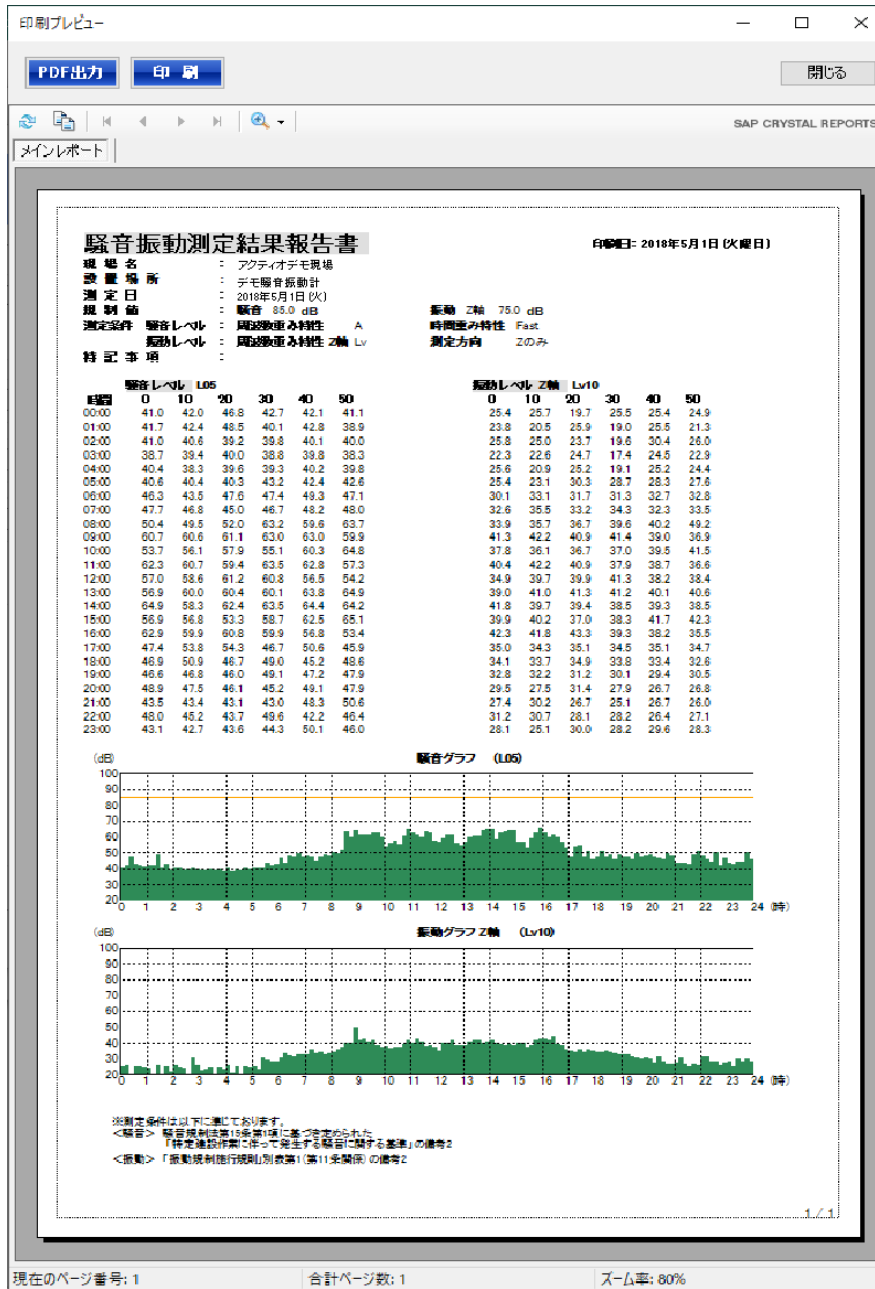 印刷プレビュー
PDF出力 印 刷 閉じる
SAP CRYSTAL REPORTS
メインレポート
騒音振動測定結果報告書 印刷日: 2018年5月1日 (火曜日)
現 場 名 : アクティオデモ現場
設 置 場 所 : デモ騒音振動計
測 定 日 : 2018年5月1日(火)
規 制 値 : 騒音 85.0 dB 振動 Z軸 75.0 dB
測定条件 騒音レベル : 周波数重み特性 A 時間重み特性 Fast
振動レベル : 周波数重み特性 Z軸 Lv 測定方向 Zのみ
特 記 事 項 :
騒音レベル L05 振動レベル Z軸 Lv10
時間 0 10 20 30 40 50 0 10 20 30 40 50
00:00 41.0 42.0 46.8 42.7 42.1 41.1 25.4 25.7 19.7 25.5 25.4 24.9
01:00 41.7 42.4 48.5 40.1 42.8 38.9 23.8 20.5 25.9 19.0 25.5 21.3
02:00 41.0 40.6 39.2 39.8 40.1 40.0 25.8 25.0 23.7 19.6 30.4 26.0
03:00 38.7 39.4 40.0 38.8 39.8 38.3 22.3 22.6 24.7 17.4 24.5 22.9
04:00 40.4 38.3 39.6 39.3 40.2 39.8 25.6 20.9 25.2 19.1 25.2 24.4
05:00 40.6 40.4 40.3 43.2 42.4 42.6 25.4 23.1 30.3 28.7 28.3 27.6
06:00 46.3 43.5 47.6 47.4 49.3 47.1 30.1 33.1 31.7 31.3 32.7 32.8
07:00 47.7 46.8 45.0 46.7 48.2 48.0 32.6 35.5 33.2 34.3 32.3 33.5
08:00 50.4 49.5 52.0 63.2 59.6 63.7 33.9 35.7 36.7 39.6 40.2 49.2
09:00 60.7 60.6 61.1 63.0 63.0 59.9 41.3 42.2 40.9 41.4 39.0 36.9
10:00 53.7 56.1 57.9 55.1 60.3 64.8 37.8 36.1 36.7 37.0 39.5 41.5
11:00 62.3 60.7 59.4 63.5 62.8 57.3 40.4 42.2 40.9 37.9 38.7 36.6
12:00 57.0 58.6 61.2 60.8 56.5 54.2 34.9 39.7 39.9 41.3 38.2 38.4
13:00 56.9 60.0 60.4 60.1 63.8 64.9 39.0 41.0 41.3 41.2 40.1 40.6
14:00 64.9 58.3 62.4 63.5 64.4 64.2 41.8 39.7 39.4 38.5 39.3 38.5
15:00 56.9 56.8 53.3 58.7 62.5 65.1 39.9 40.2 37.0 38.3 41.7 42.3
16:00 62.9 59.9 60.8 59.9 56.8 53.4 42.3 41.8 43.3 39.3 38.2 35.5
17:00 47.4 53.8 54.3 46.7 50.6 45.9 35.0 34.3 35.1 34.5 35.1 34.7
18:00 46.9 50.9 46.7 49.0 45.2 48.6 34.1 33.7 34.9 33.8 33.4 32.6
19:00 46.6 46.8 46.0 49.1 47.2 47.9 32.8 32.2 31.2 30.1 29.4 30.5
20:00 48.9 47.5 46.1 45.2 49.1 47.9 29.5 27.5 31.4 27.9 26.7 26.8
21:00 43.5 43.4 43.1 43.0 48.3 50.6 27.4 30.2 26.7 25.1 26.7 26.0
22:00 48.0 45.2 43.7 49.6 42.2 46.4 31.2 30.7 28.1 28.2 26.4 27.1
23:00 43.1 42.7 43.6 44.3 50.1 46.0 28.1 25.1 30.0 28.2 29.6 28.3
(dB) 騒音グラフ (L05)
100
90
80
70
60
50
40
30
20
0 1 2 3 4 5 6 7 8 9 10 11 12 13 14 15 16 17 18 19 20 21 22 23 24 (時)
(dB) 振動グラフ Z軸 (Lv10)
100
90
80
70
60
50
40
30
20
0 1 2 3 4 5 6 7 8 9 10 11 12 13 14 15 16 17 18 19 20 21 22 23 24 (時)
※測定条件は以下に準じております。
<騒音> 騒音規制法第15条第1項に基づき定められた
「特定建設作業に伴って発生する騒音に関する基準」の備考2
<振動> 「振動規制施行規則」別表第1(第11条関係)の備考2
1 / 1
現在のページ番号: 1 合計ページ数: 1 ズーム率: 80%